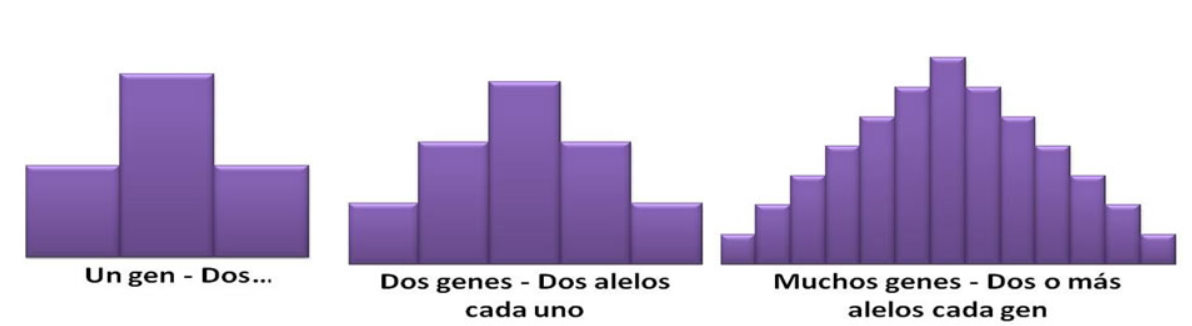 Un gen - Dos...
Dos genes - Dos alelos
cada uno
Muchos genes - Dos o más
alelos cada gen